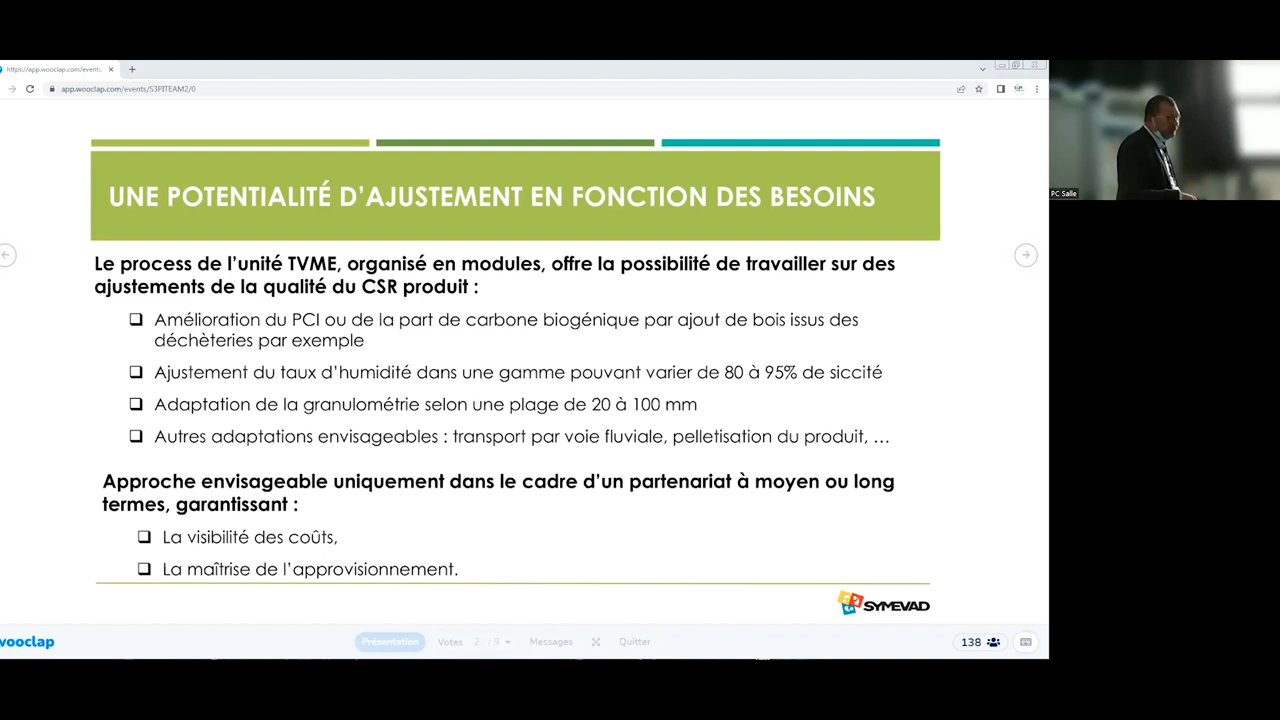 https://app.wooclap.com/events
app.wooclap.com/events/S3PITEAM2/0
UNE POTENTIALITÉ D'AJUSTEMENT EN FONCTION DES BESOINS
PC Salle
Le process de l'unité TVME, organisé en modules, offre la possibilité de travailler sur des
ajustements de la qualité du CSR produit :
Amélioration du PCI ou de la part de carbone biogénique par ajout de bois issus des
déchèteries par exemple
Ajustement du taux d'humidité dans une gamme pouvant varier de 80 à 95% de siccité
Adaptation de la granulométrie selon une plage de 20 à 100 mm
Autres adaptations envisageables : transport par voie fluviale, pelletisation du produit, …
Approche envisageable uniquement dans le cadre d'un partenariat à moyen ou long
termes, garantissant :
La visibilité des coûts,
La maîtrise de l'approvisionnement.
SYMEVAD
wooclap
Présentation Votes 2 / 9 Messages Quitter
138